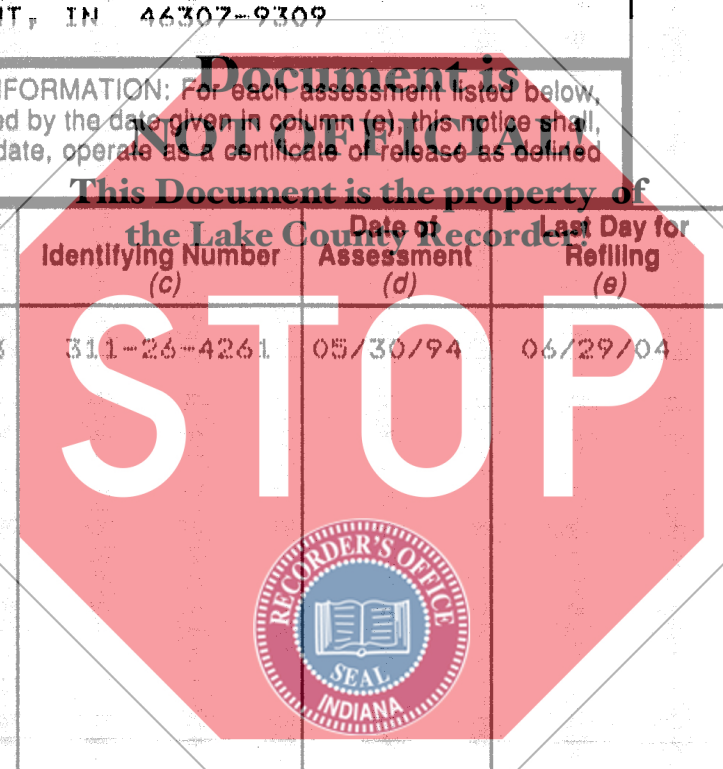 T, IN 46307-9309
FORMATION: For each assessment listed below,
ed by the date given in column (e), this notice shall,
date, operate as a certificate of release as defined
Document is
NOT OFFICIAL!
This Document is the property of
the Lake County Recorder!
Identifying Number
(c)
Date of
Assessment
(d)
Last Day for
Refiling
(e)
311-26-4261 05/30/94 06/29/04
STOP
RECORDER'S OFFICE
SEAL
INDIANA